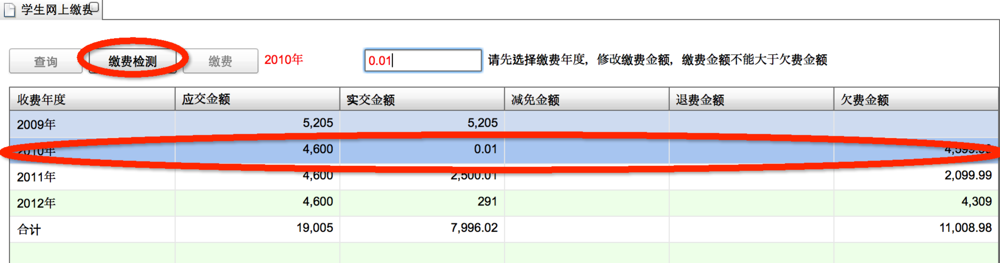 学生网上缴费
查询 缴费检测 缴费 2010年 0.01 请先选择缴费年度，修改缴费金额，缴费金额不能大于欠费金额
收费年度 应交金额 实交金额 减免金额 退费金额 欠费金额
2009年 5,205 5,205
2010年 4,600 0.01
2011年 4,600 2,500.01 2,099.99
2012年 4,600 291 4,309
合计 19,005 7,996.02 11,008.98